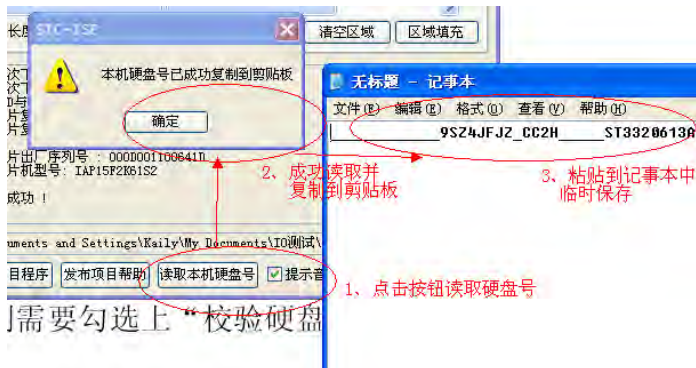 长度
清空区域
区域填充
STC-ISP
本机硬盘号已成功复制到剪贴板
确定
片出厂序列号 : 000D001100641D
片机型号: IAP15F2K61S2
成功 !
uments and Settings\Kaily\My Documents\IO测试\
目程序
发布项目帮助
读取本机硬盘号
提示音
无标题 - 记事本
文件(F) 编辑(E) 格式(O) 查看(V) 帮助(H)
9SZ4JFJZ_CC2H_____ST3320613A
2、成功读取并
复制到剪贴板
3、粘贴到记事本中
临时保存
1、点击按钮读取硬盘号
需要勾选上 “校验硬盘